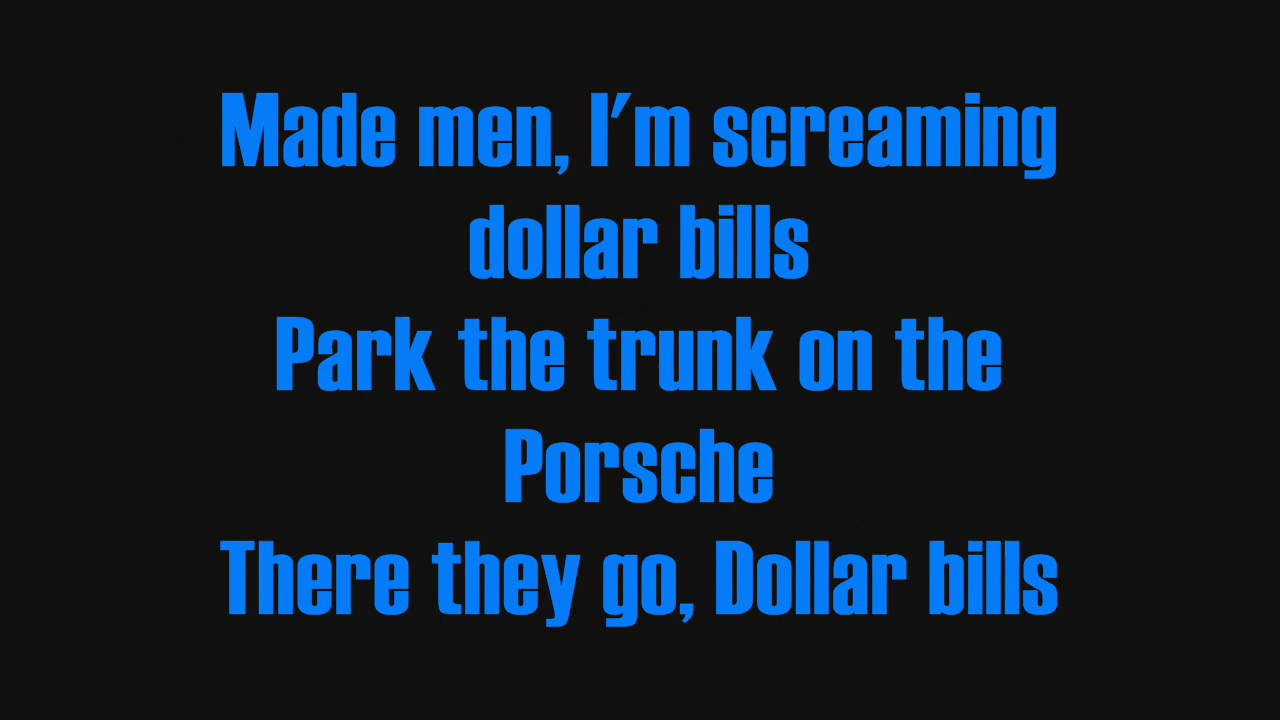 Made men, I'm screaming
dollar bills
Park the trunk on the
Porsche
There they go, Dollar bills